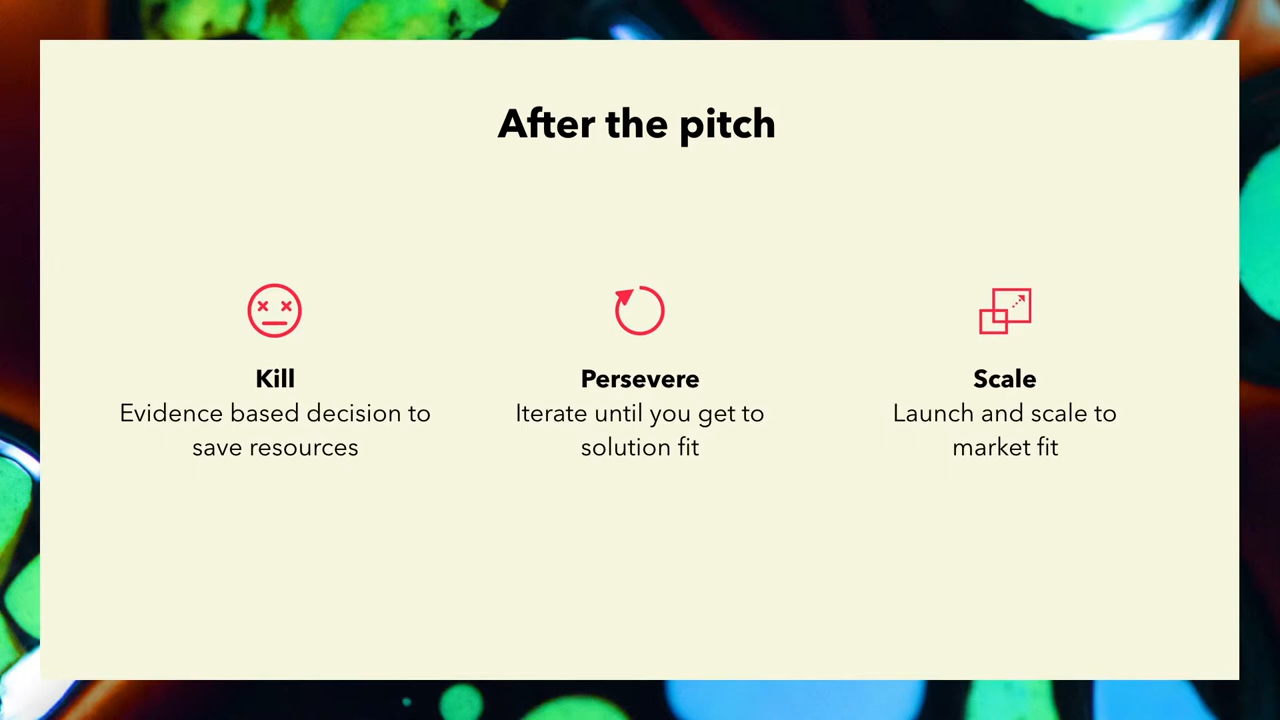 After the pitch
Kill
Evidence based decision to
save resources
Persevere
Iterate until you get to
solution fit
Scale
Launch and scale to
market fit